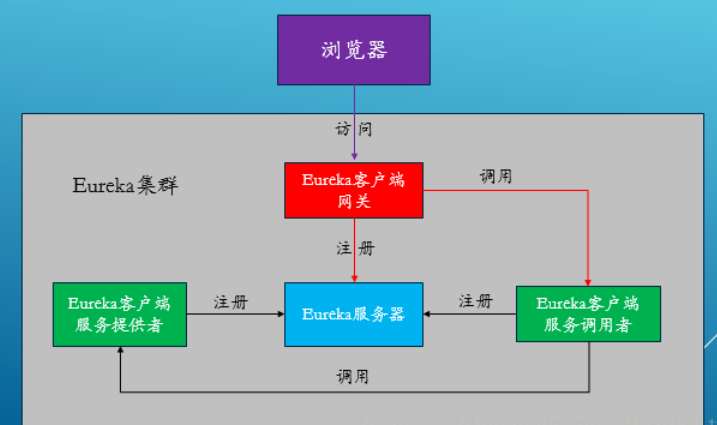 浏览器
访问
Eureka集群
Eureka客户端
网关
调用
注册
Eureka客户端
服务提供者
注册
Eureka服务器
注册
Eureka客户端
服务调用者
调用